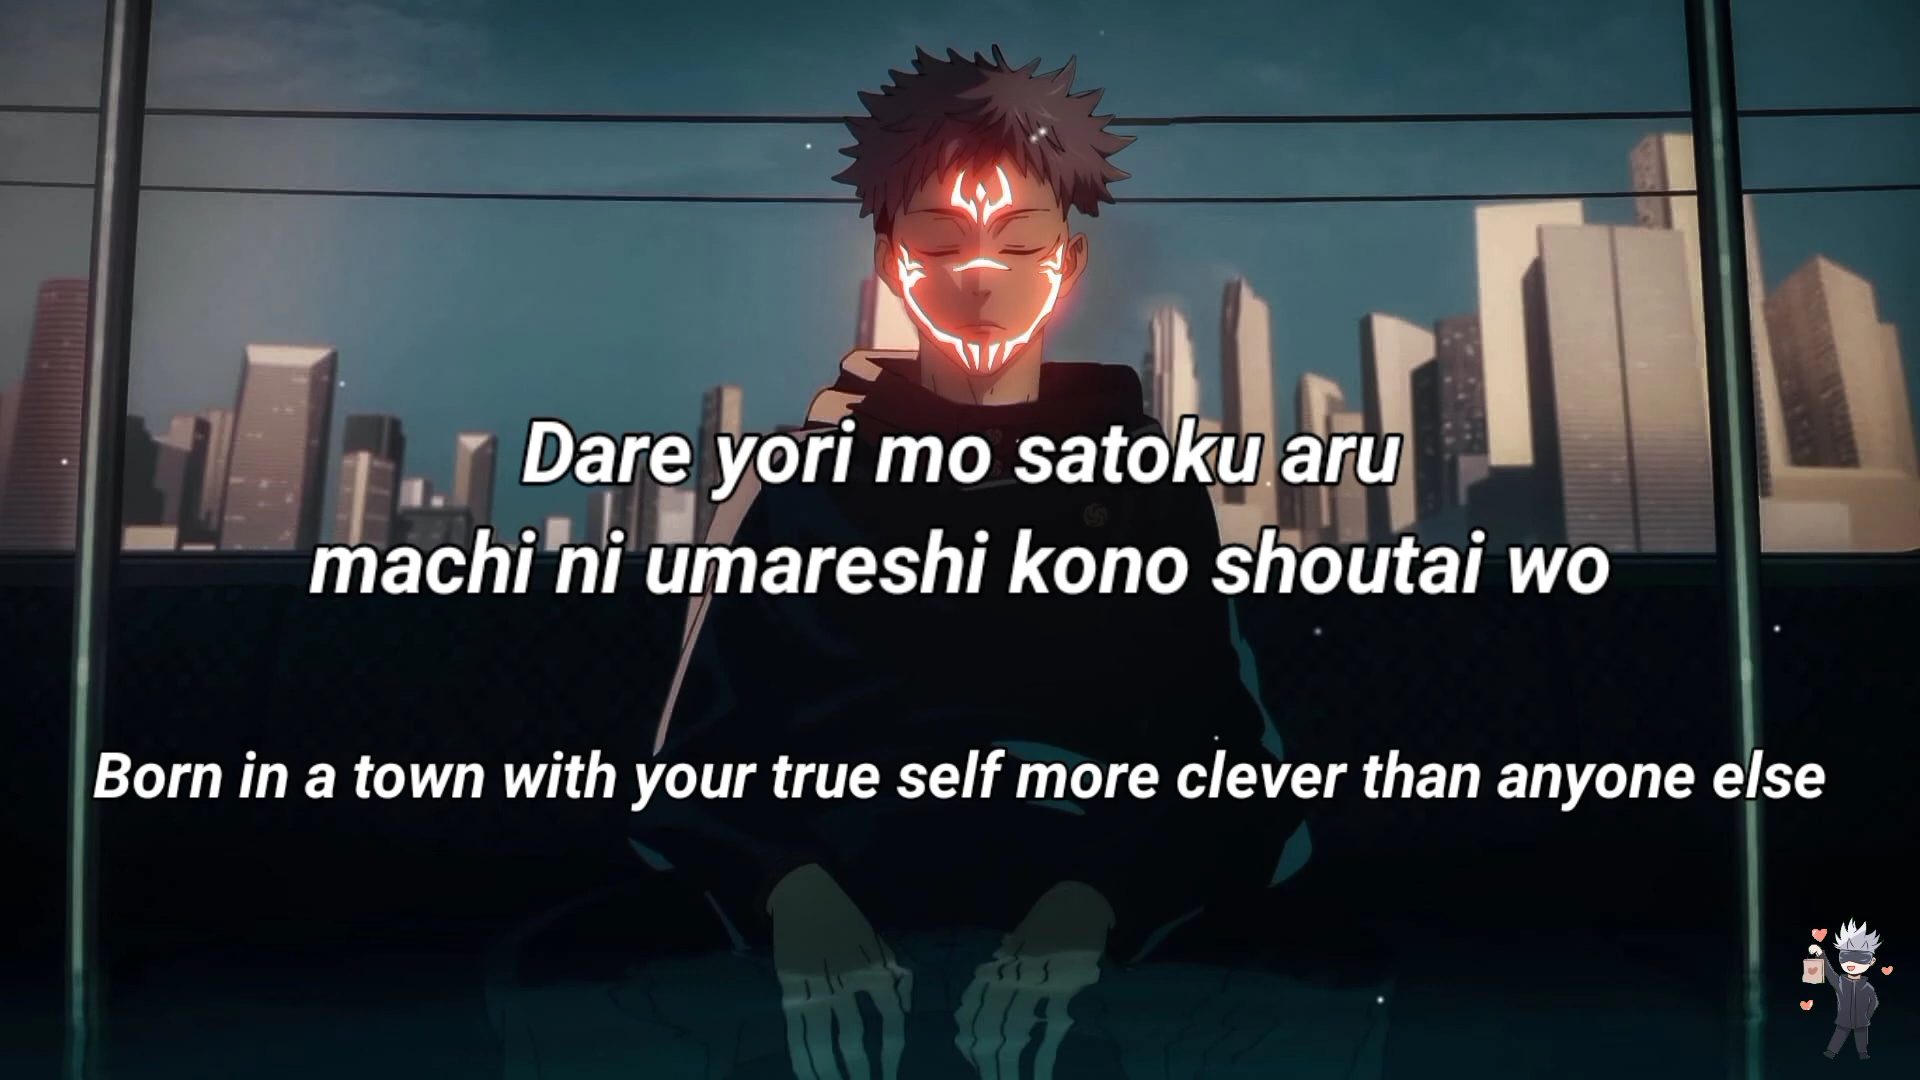 Dare yori mo satoku aru
machi ni umareshi kono shoutai wo
Born in a town with your true self more clever than anyone else